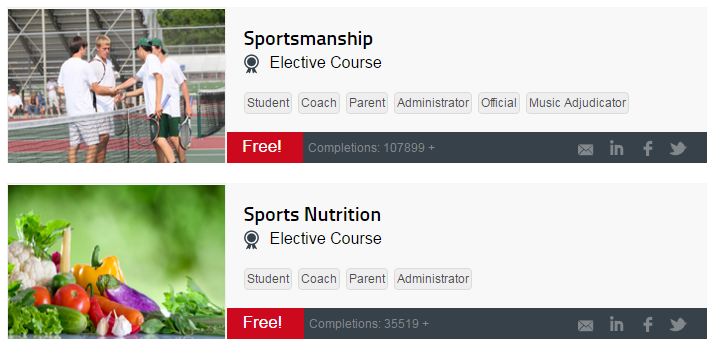 Sportsmanship
Elective Course
Student Coach Parent Administrator Official Music Adjudicator
Free! Completions: 107899 +
Sports Nutrition
Elective Course
Student Coach Parent Administrator
Free! Completions: 35519 +